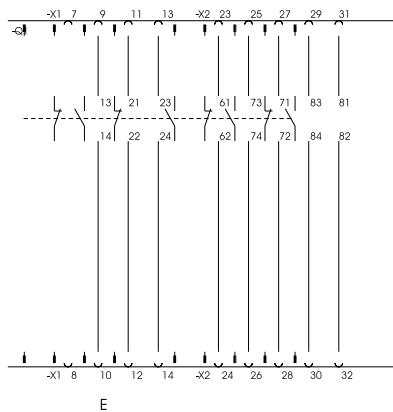 -X1 7 9 11 13 -X2 23 25 27 29 31
-Q
13 21 23 61 73 71 83 81
14 22 24 62 74 72 84 82
-X1 8 10 12 14 -X2 24 26 28 30 32
E